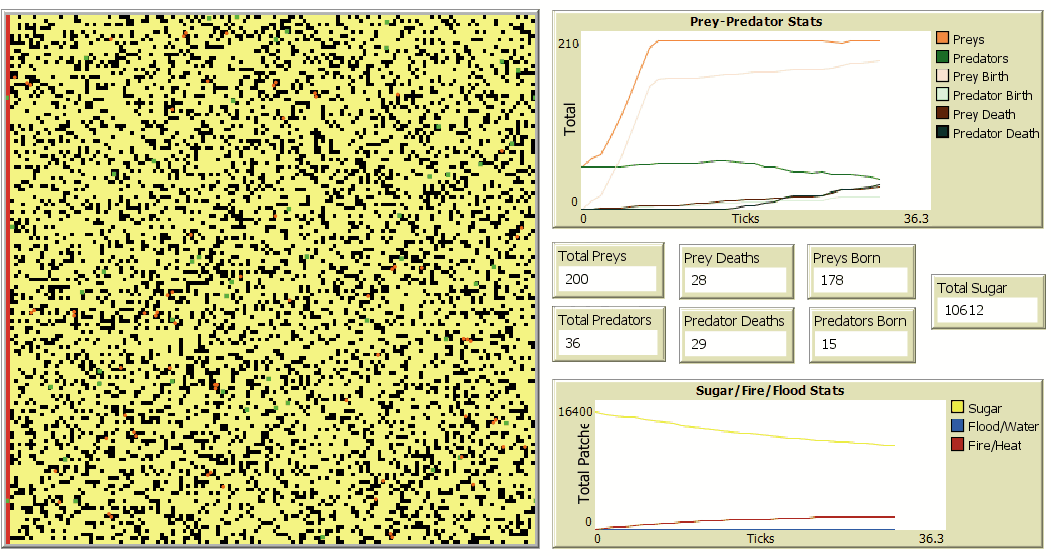 Prey-Predator Stats
210
0
Total
0
Ticks
36.3
Preys
Predators
Prey Birth
Predator Birth
Prey Death
Predator Death
Total Preys
200
Prey Deaths
28
Preys Born
178
Total Sugar
10612
Total Predators
36
Predator Deaths
29
Predators Born
15
Sugar/Fire/Flood Stats
16400
0
Total Patche
0
Ticks
36.3
Sugar
Flood/Water
Fire/Heat